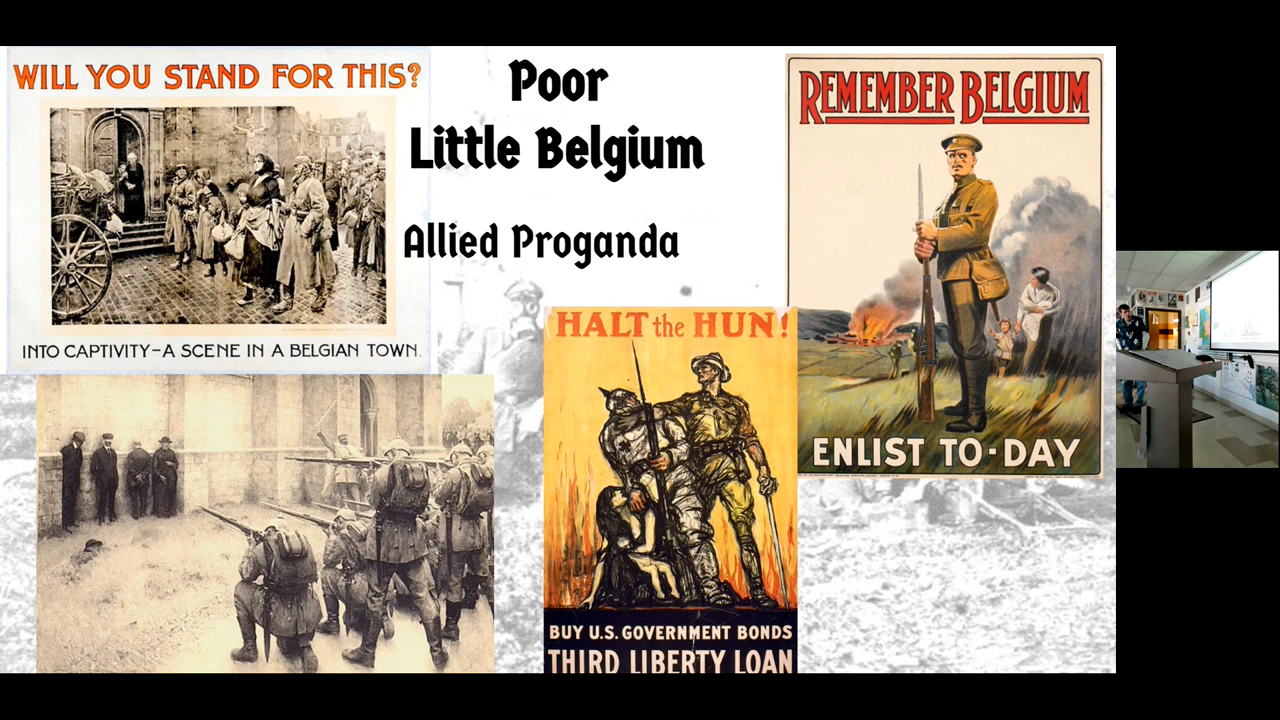 WILL YOU STAND FOR THIS?
INTO CAPTIVITY-A SCENE IN A BELGIAN TOWN.
Poor
Little Belgium
Allied Proganda
REMEMBER BELGIUM
ENLIST TO-DAY
HALT the HUN!
BUY U.S. GOVERNMENT BONDS
THIRD LIBERTY LOAN